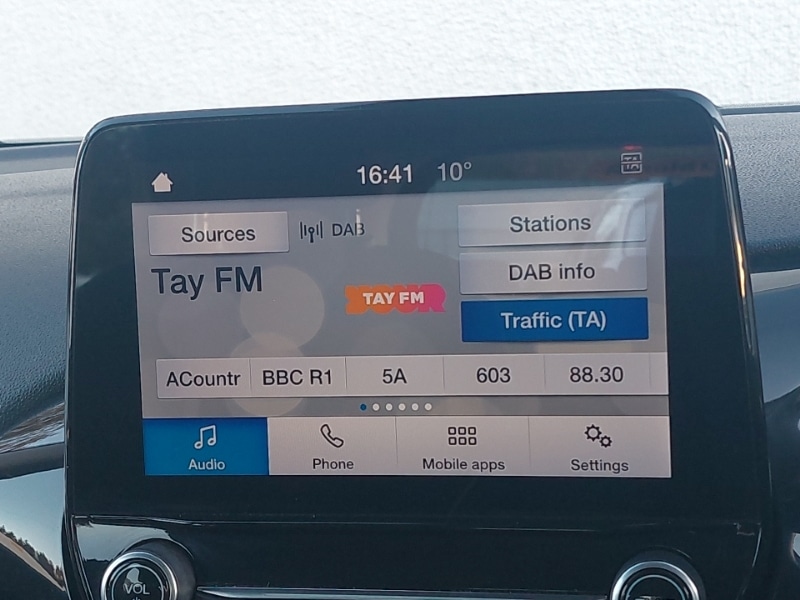 16:41 10°
TA
Sources DAB Stations
Tay FM
TAY FM
DAB info
Traffic (TA)
ACountr BBC R1 5A 603 88.30
Audio Phone Mobile apps Settings
VOL